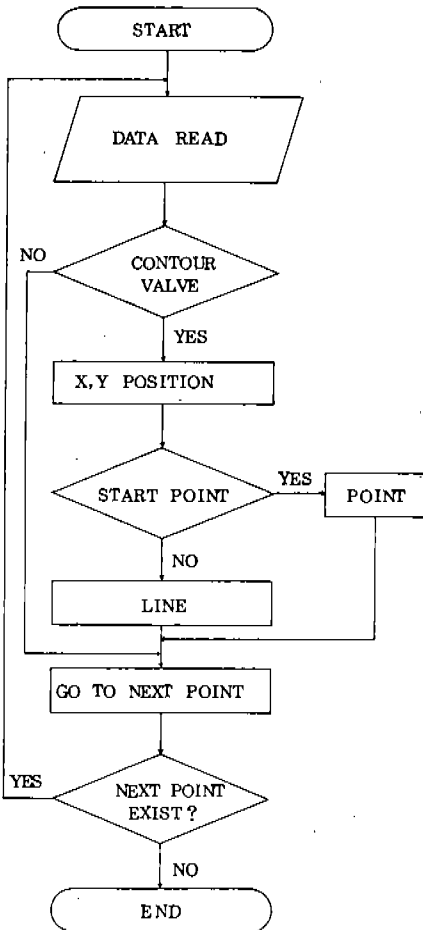 START
DATA READ
NO
CONTOUR
VALVE
YES
X,Y POSITION
START POINT
YES
POINT
NO
LINE
GO TO NEXT POINT
YES
NEXT POINT
EXIST?
NO
END